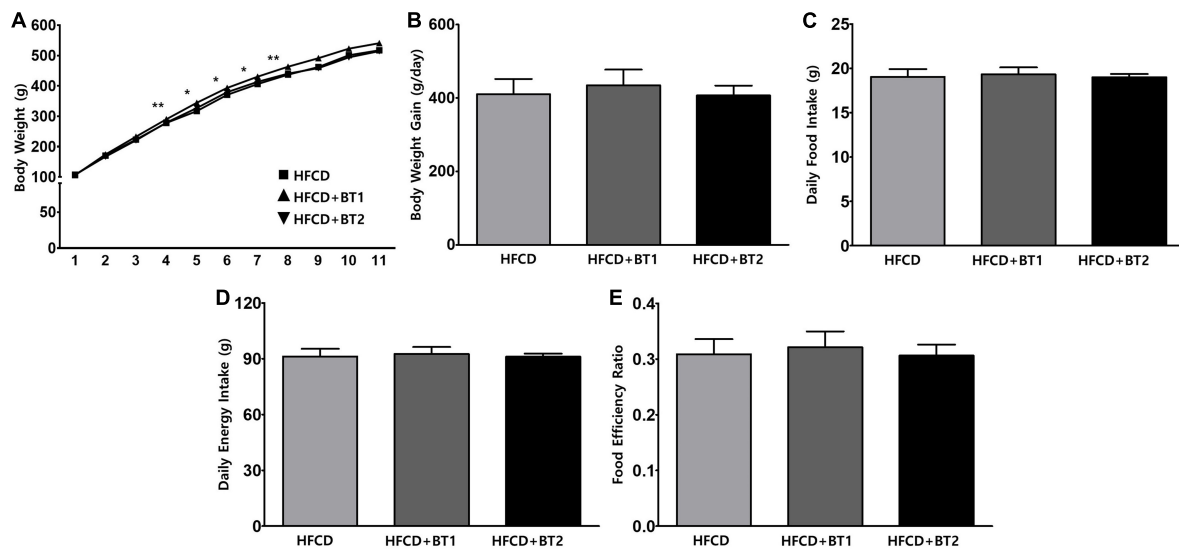 A
Body Weight (g)
600
500
400
300
200
100
50
0
**
*
*
*
**
HFCD
HFCD+BT1
HFCD+BT2
1 2 3 4 5 6 7 8 9 10 11
B
Body Weight Gain (g/day)
600
400
200
0
HFCD HFCD+BT1 HFCD+BT2
C
Daily Food Intake (g)
25
20
15
10
5
0
HFCD HFCD+BT1 HFCD+BT2
D
Daily Energy Intake (g)
120
90
60
30
0
HFCD HFCD+BT1 HFCD+BT2
E
Food Efficiency Ratio
0.4
0.3
0.2
0.1
0.0
HFCD HFCD+BT1 HFCD+BT2